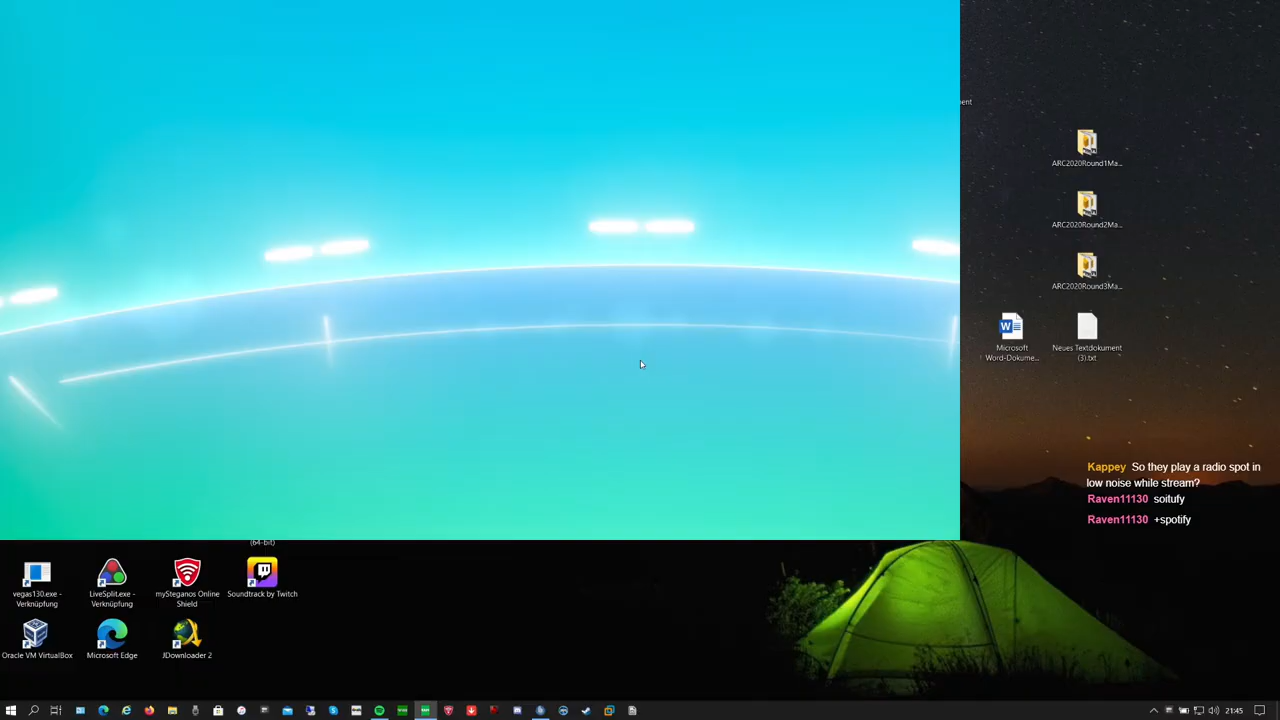 ent
ARC2020Round1Ma...
ARC2020Round2Ma...
ARC2020Round3Ma...
Microsoft
Word-Dokume...
Neues Textdokument
(3).txt
Kappey So they play a radio spot in
low noise while stream?
Raven11130 soitufy
Raven11130 +spotify
(64-bit)
vegas130.exe -
Verknüpfung
LiveSplit.exe -
Verknüpfung
mySteganos Online
Shield
Soundtrack by Twitch
Oracle VM VirtualBox
Microsoft Edge
JDownloader 2
21:45